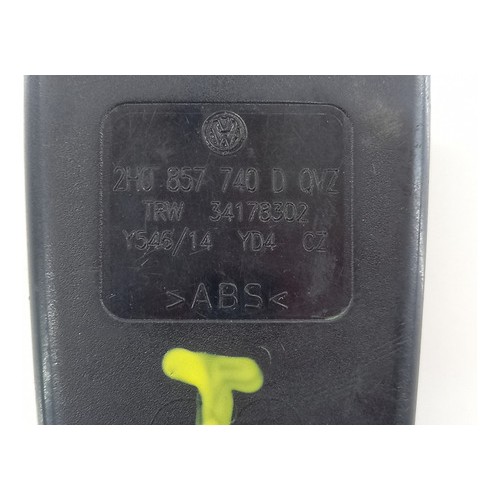 2H0 857 740 D QVZ
TRW 34178302
Y546/14 YD4 CZ
>ABS<